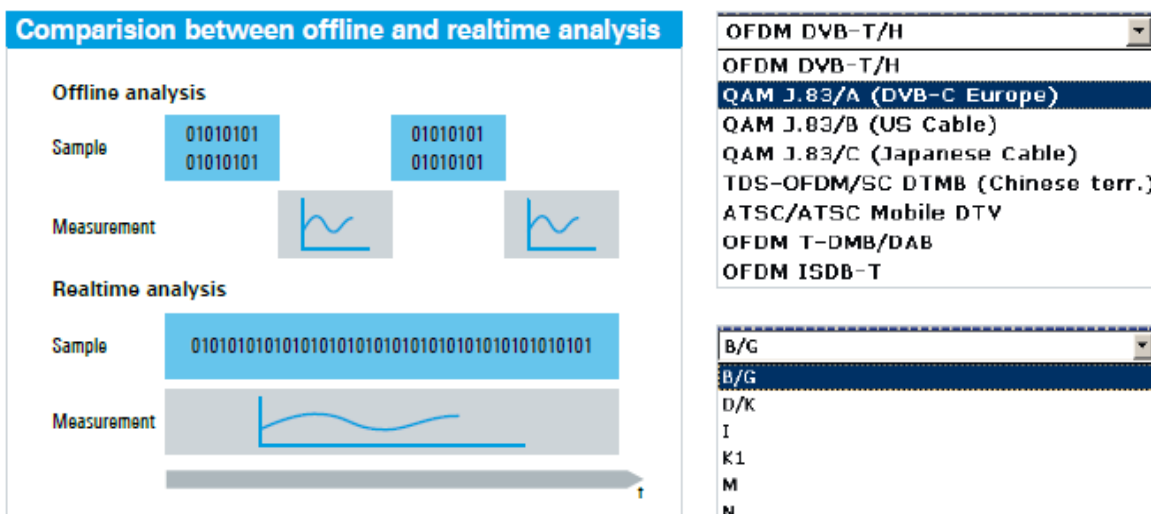 Comparision between offline and realtime analysis
Offline analysis
Sample
01010101
01010101
01010101
01010101
Measurement
Realtime analysis
Sample
0101010101010101010101010101010101010101
Measurement
t
OFDM DVB-T/H
OFDM DVB-T/H
QAM J.83/A (DVB-C Europe)
QAM J.83/B (US Cable)
QAM J.83/C (Japanese Cable)
TDS-OFDM/SC DTMB (Chinese terr.)
ATSC/ATSC Mobile DTV
OFDM T-DMB/DAB
OFDM ISDB-T
B/G
B/G
D/K
I
K1
M
N